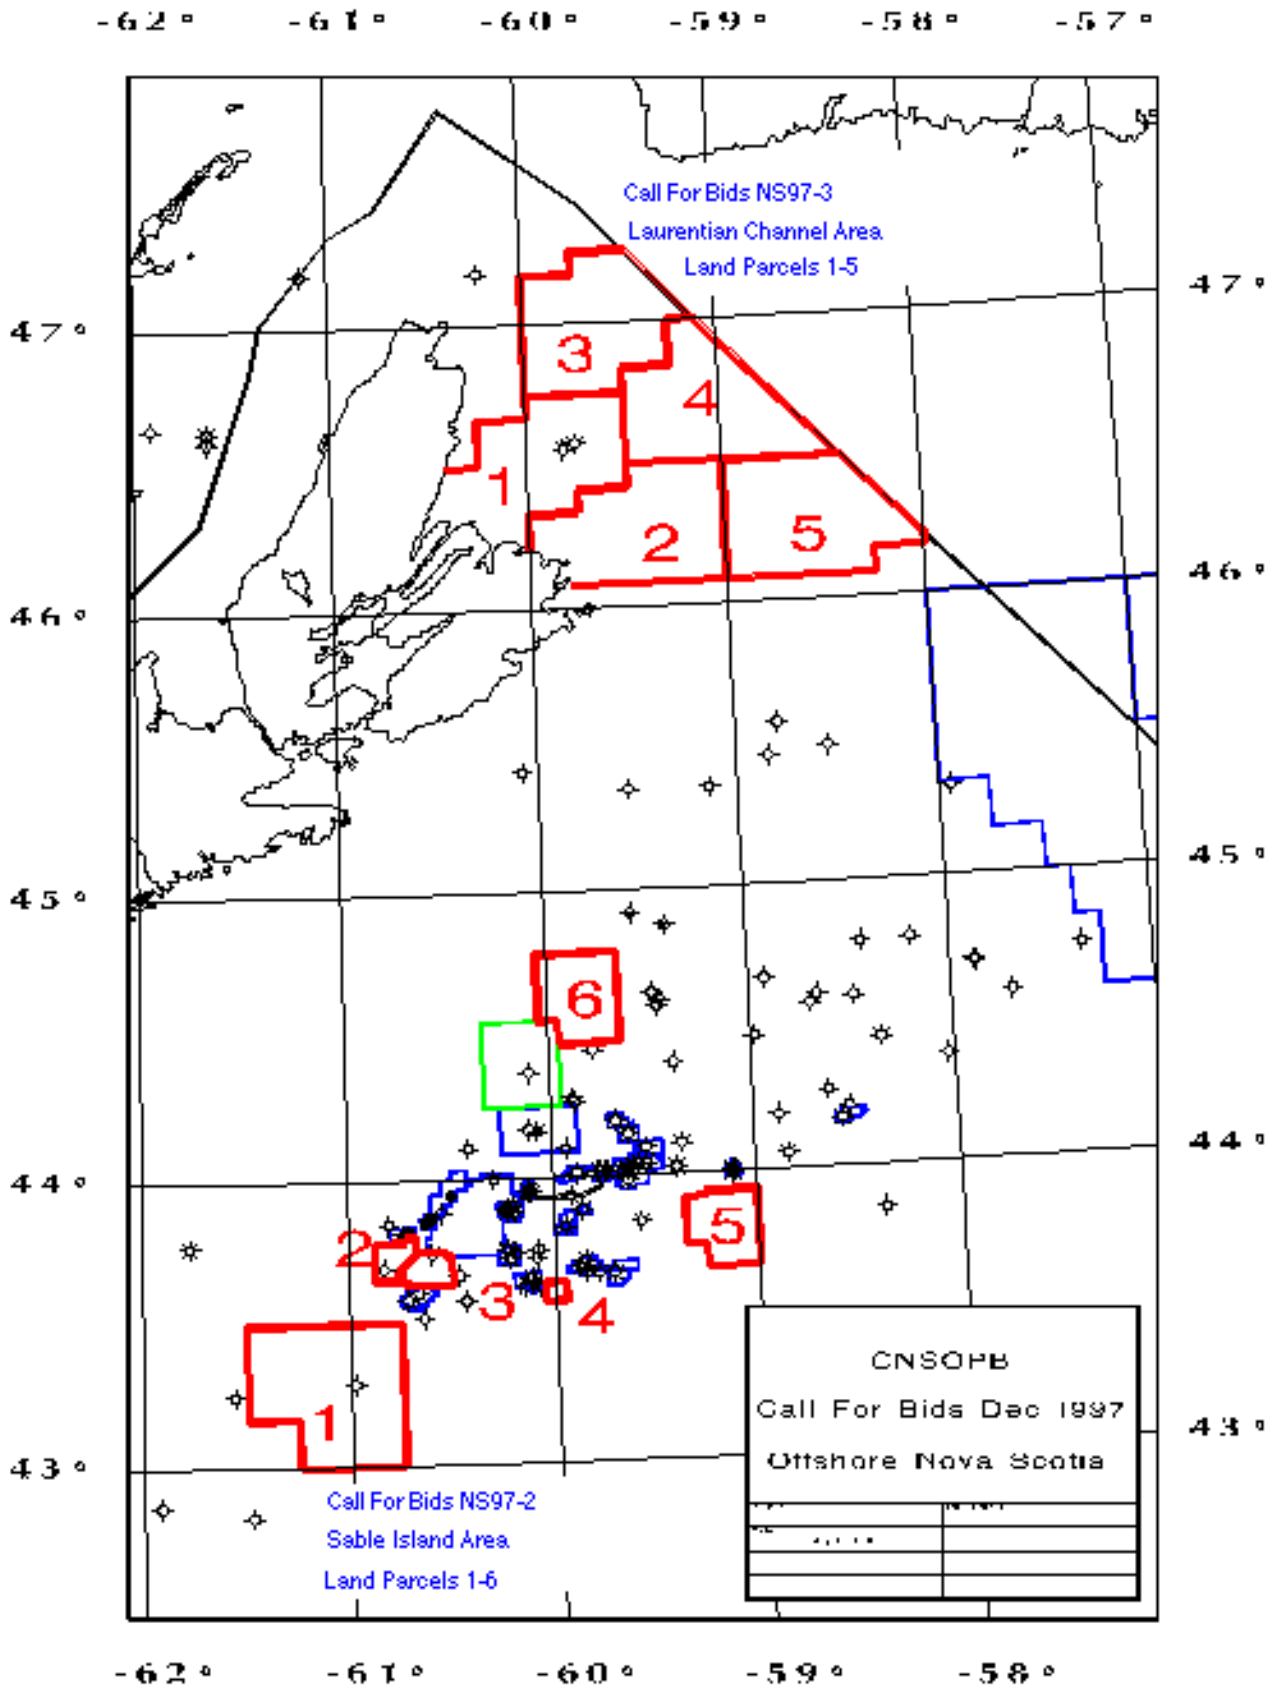 -62° -61° -60° -59° -58° -57°
Call For Bids NS97-3
Laurentian Channel Area
Land Parcels 1-5
47° 47°
3
4
1
2 5
46° 46°
45° 45°
6
44° 44°
5
2
3 4
1
CNSOPB
Call For Bids Dec 1997
Offshore Nova Scotia
43° 43°
Call For Bids NS97-2
Sable Island Area
Land Parcels 1-6
-62° -61° -60° -59° -58°